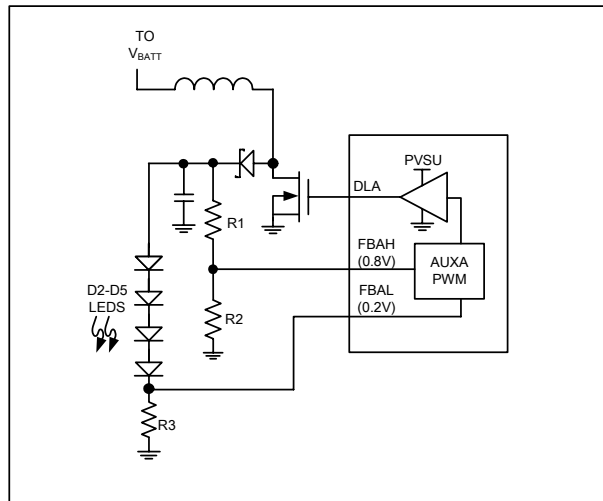 TO
VBATT
PVSU
DLA
R1
FBAH
(0.8V)
AUXA
PWM
FBAL
(0.2V)
D2-D5
LEDS
R2
R3